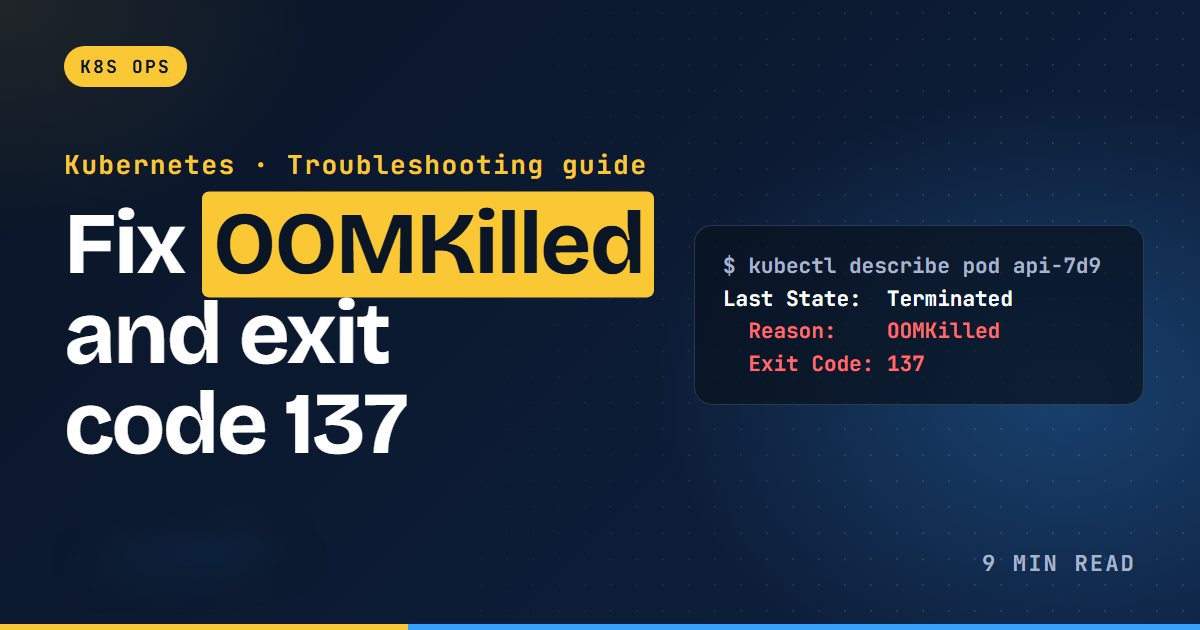 K8S OPS
Kubernetes · Troubleshooting guide
Fix OOMKilled
and exit
code 137
$ kubectl describe pod api-7d9
Last State:  Terminated
  Reason:    OOMKilled
  Exit Code: 137
9 MIN READ